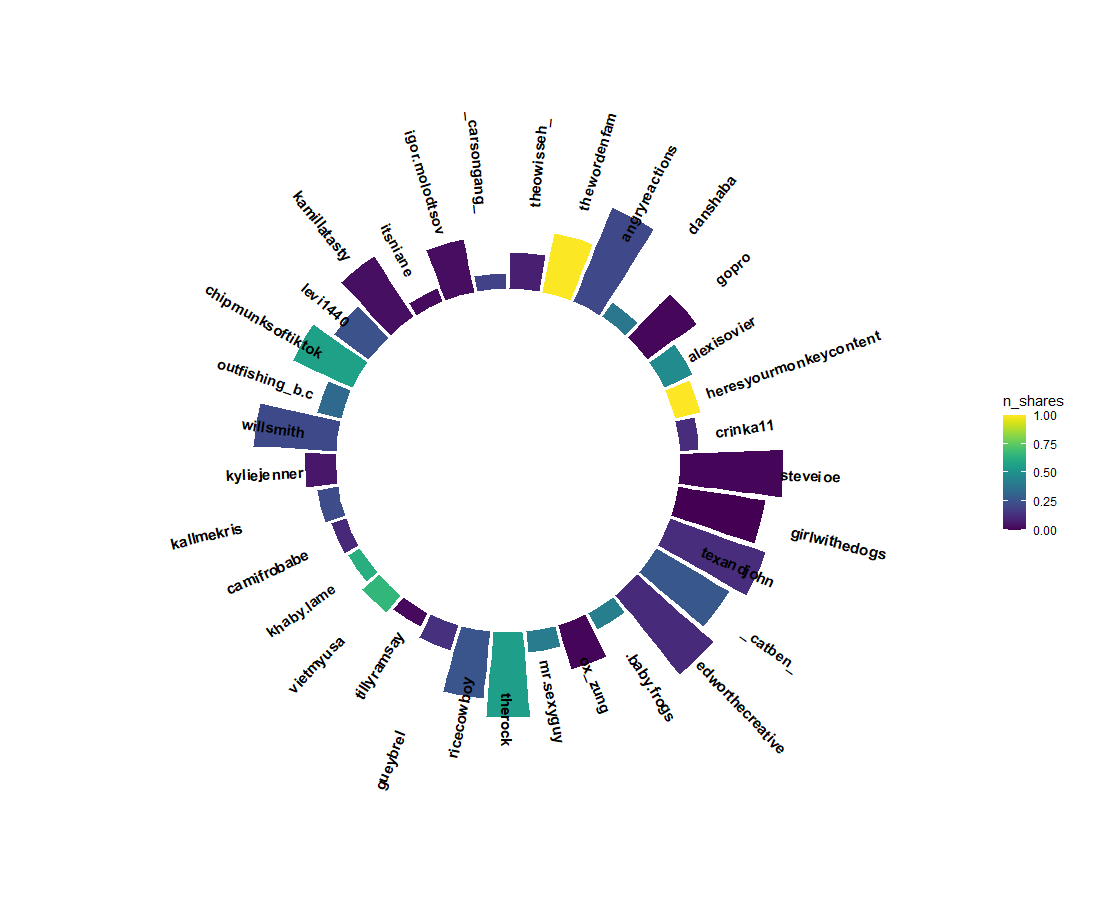 theowisseh_
thewordenfam
angryreactions
danshaba
gopro
alexisovier
heresyourmonkeycontent
crinka11
steveioe
girlwithedogs
texandjohn
_catben_
edworthecreative
.baby.frogs
ox_zung
mr.sexyguy
therock
ricecowboy
gueybrel
tillyramsay
vietmyusa
khaby.lame
camifrobabe
kallmekris
kyliejenner
willsmith
outfishing_b.c
chipmunksoftiktok
levi1440
kamillatasty
itsniane
igor.molodtsov
_carsongang_
n_shares
1.00
0.75
0.50
0.25
0.00